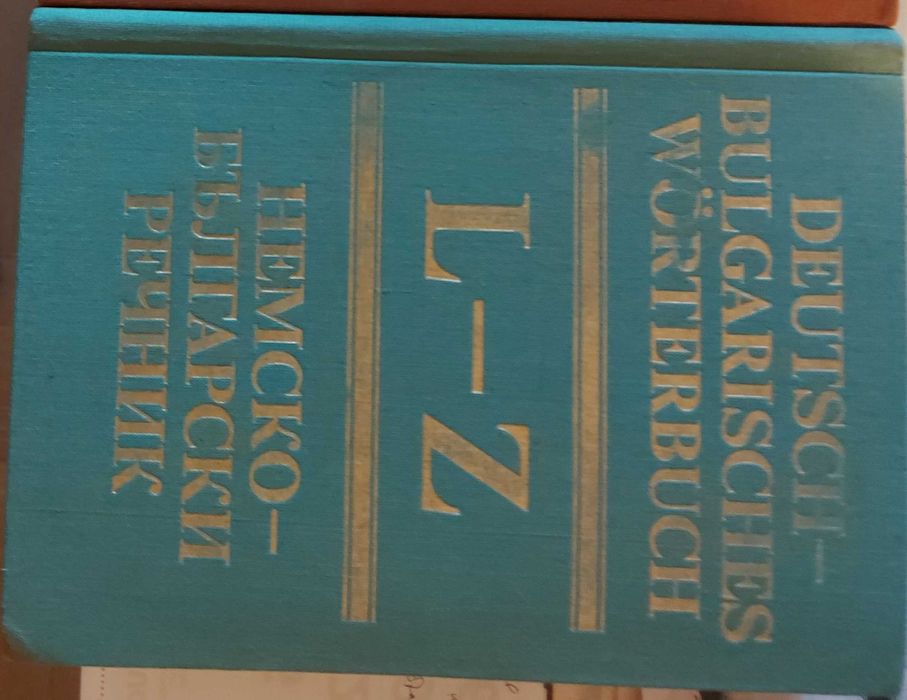 DEUTSCH–
BULGARISCHES
WÖRTERBUCH
L–Z
НЕМСКО–
БЪЛГАРСКИ
РЕЧНИК